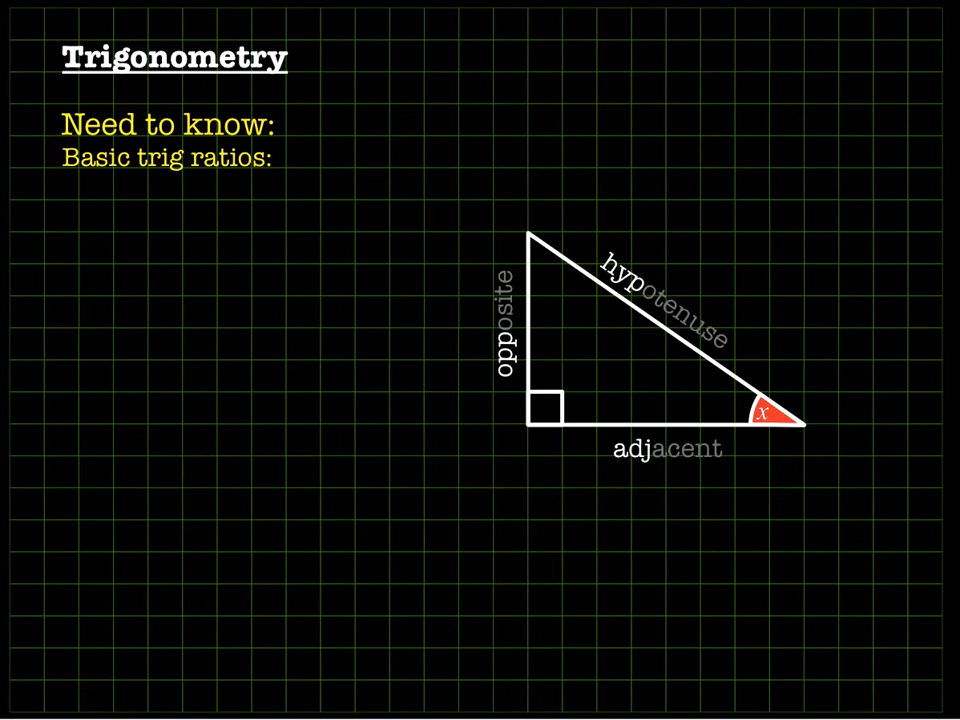 Trigonometry
Need to know:
Basic trig ratios:
hypotenuse
opposite
x
adjacent